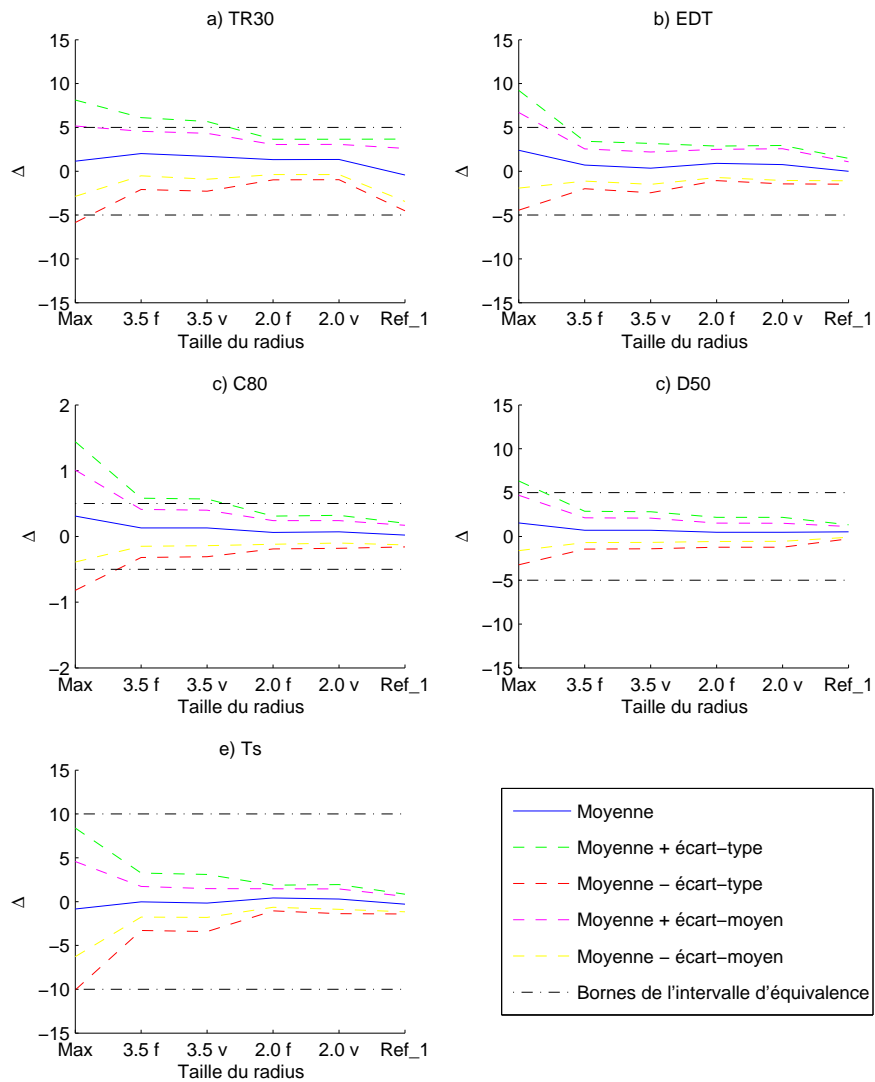 a) TR30
15
10
5
0
−5
−10
−15
Δ
Max 3.5 f 3.5 v 2.0 f 2.0 v Ref_1
Taille du radius
b) EDT
15
10
5
0
−5
−10
−15
Δ
Max 3.5 f 3.5 v 2.0 f 2.0 v Ref_1
Taille du radius
c) C80
2
1
0
−1
−2
Δ
Max 3.5 f 3.5 v 2.0 f 2.0 v Ref_1
Taille du radius
c) D50
15
10
5
0
−5
−10
−15
Δ
Max 3.5 f 3.5 v 2.0 f 2.0 v Ref_1
Taille du radius
e) Ts
15
10
5
0
−5
−10
−15
Δ
Max 3.5 f 3.5 v 2.0 f 2.0 v Ref_1
Taille du radius
Moyenne
Moyenne + écart−type
Moyenne − écart−type
Moyenne + écart−moyen
Moyenne − écart−moyen
Bornes de l'intervalle d'équivalence